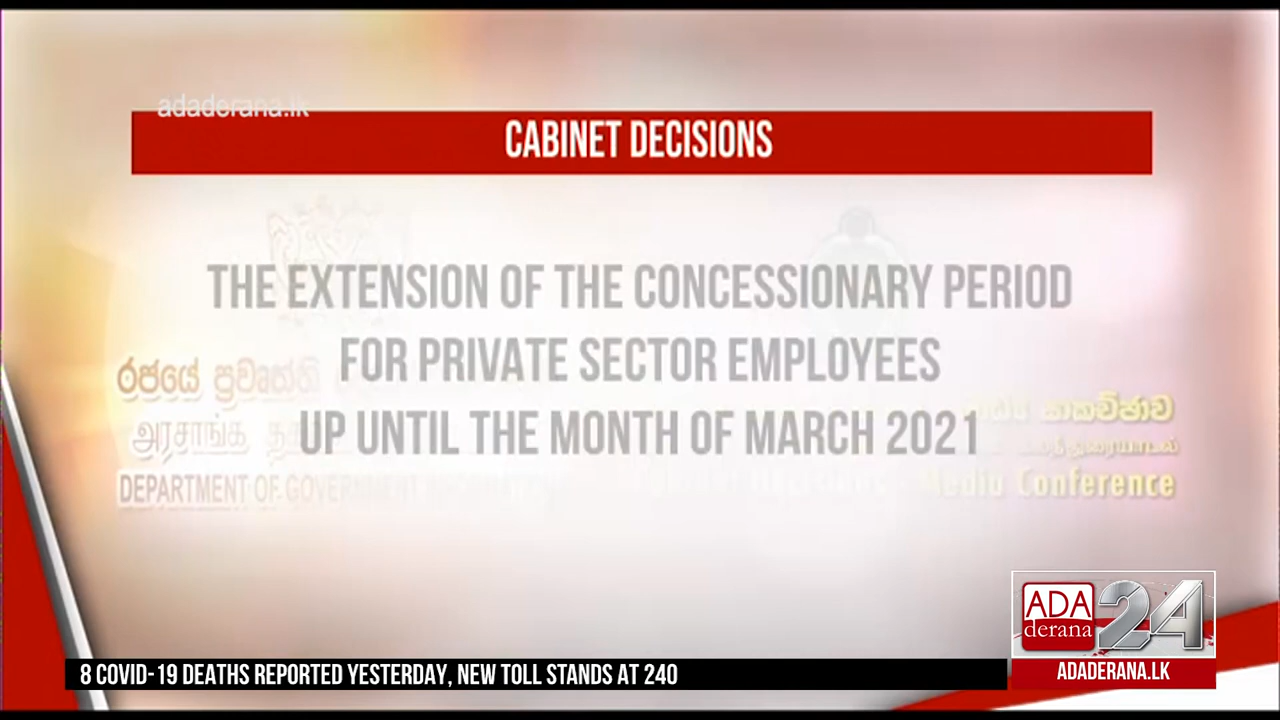 adaderana.lk
CABINET DECISIONS
THE EXTENSION OF THE CONCESSIONARY PERIOD
FOR PRIVATE SECTOR EMPLOYEES
UP UNTIL THE MONTH OF MARCH 2021
රජයේ ප්‍රවෘත්ති
அரசாங்க
DEPARTMENT OF GOVERNMENT
සාකච්ඡාව
Media Conference
ADA
derana
24
ADADERANA.LK
8 COVID-19 DEATHS REPORTED YESTERDAY, NEW TOLL STANDS AT 240